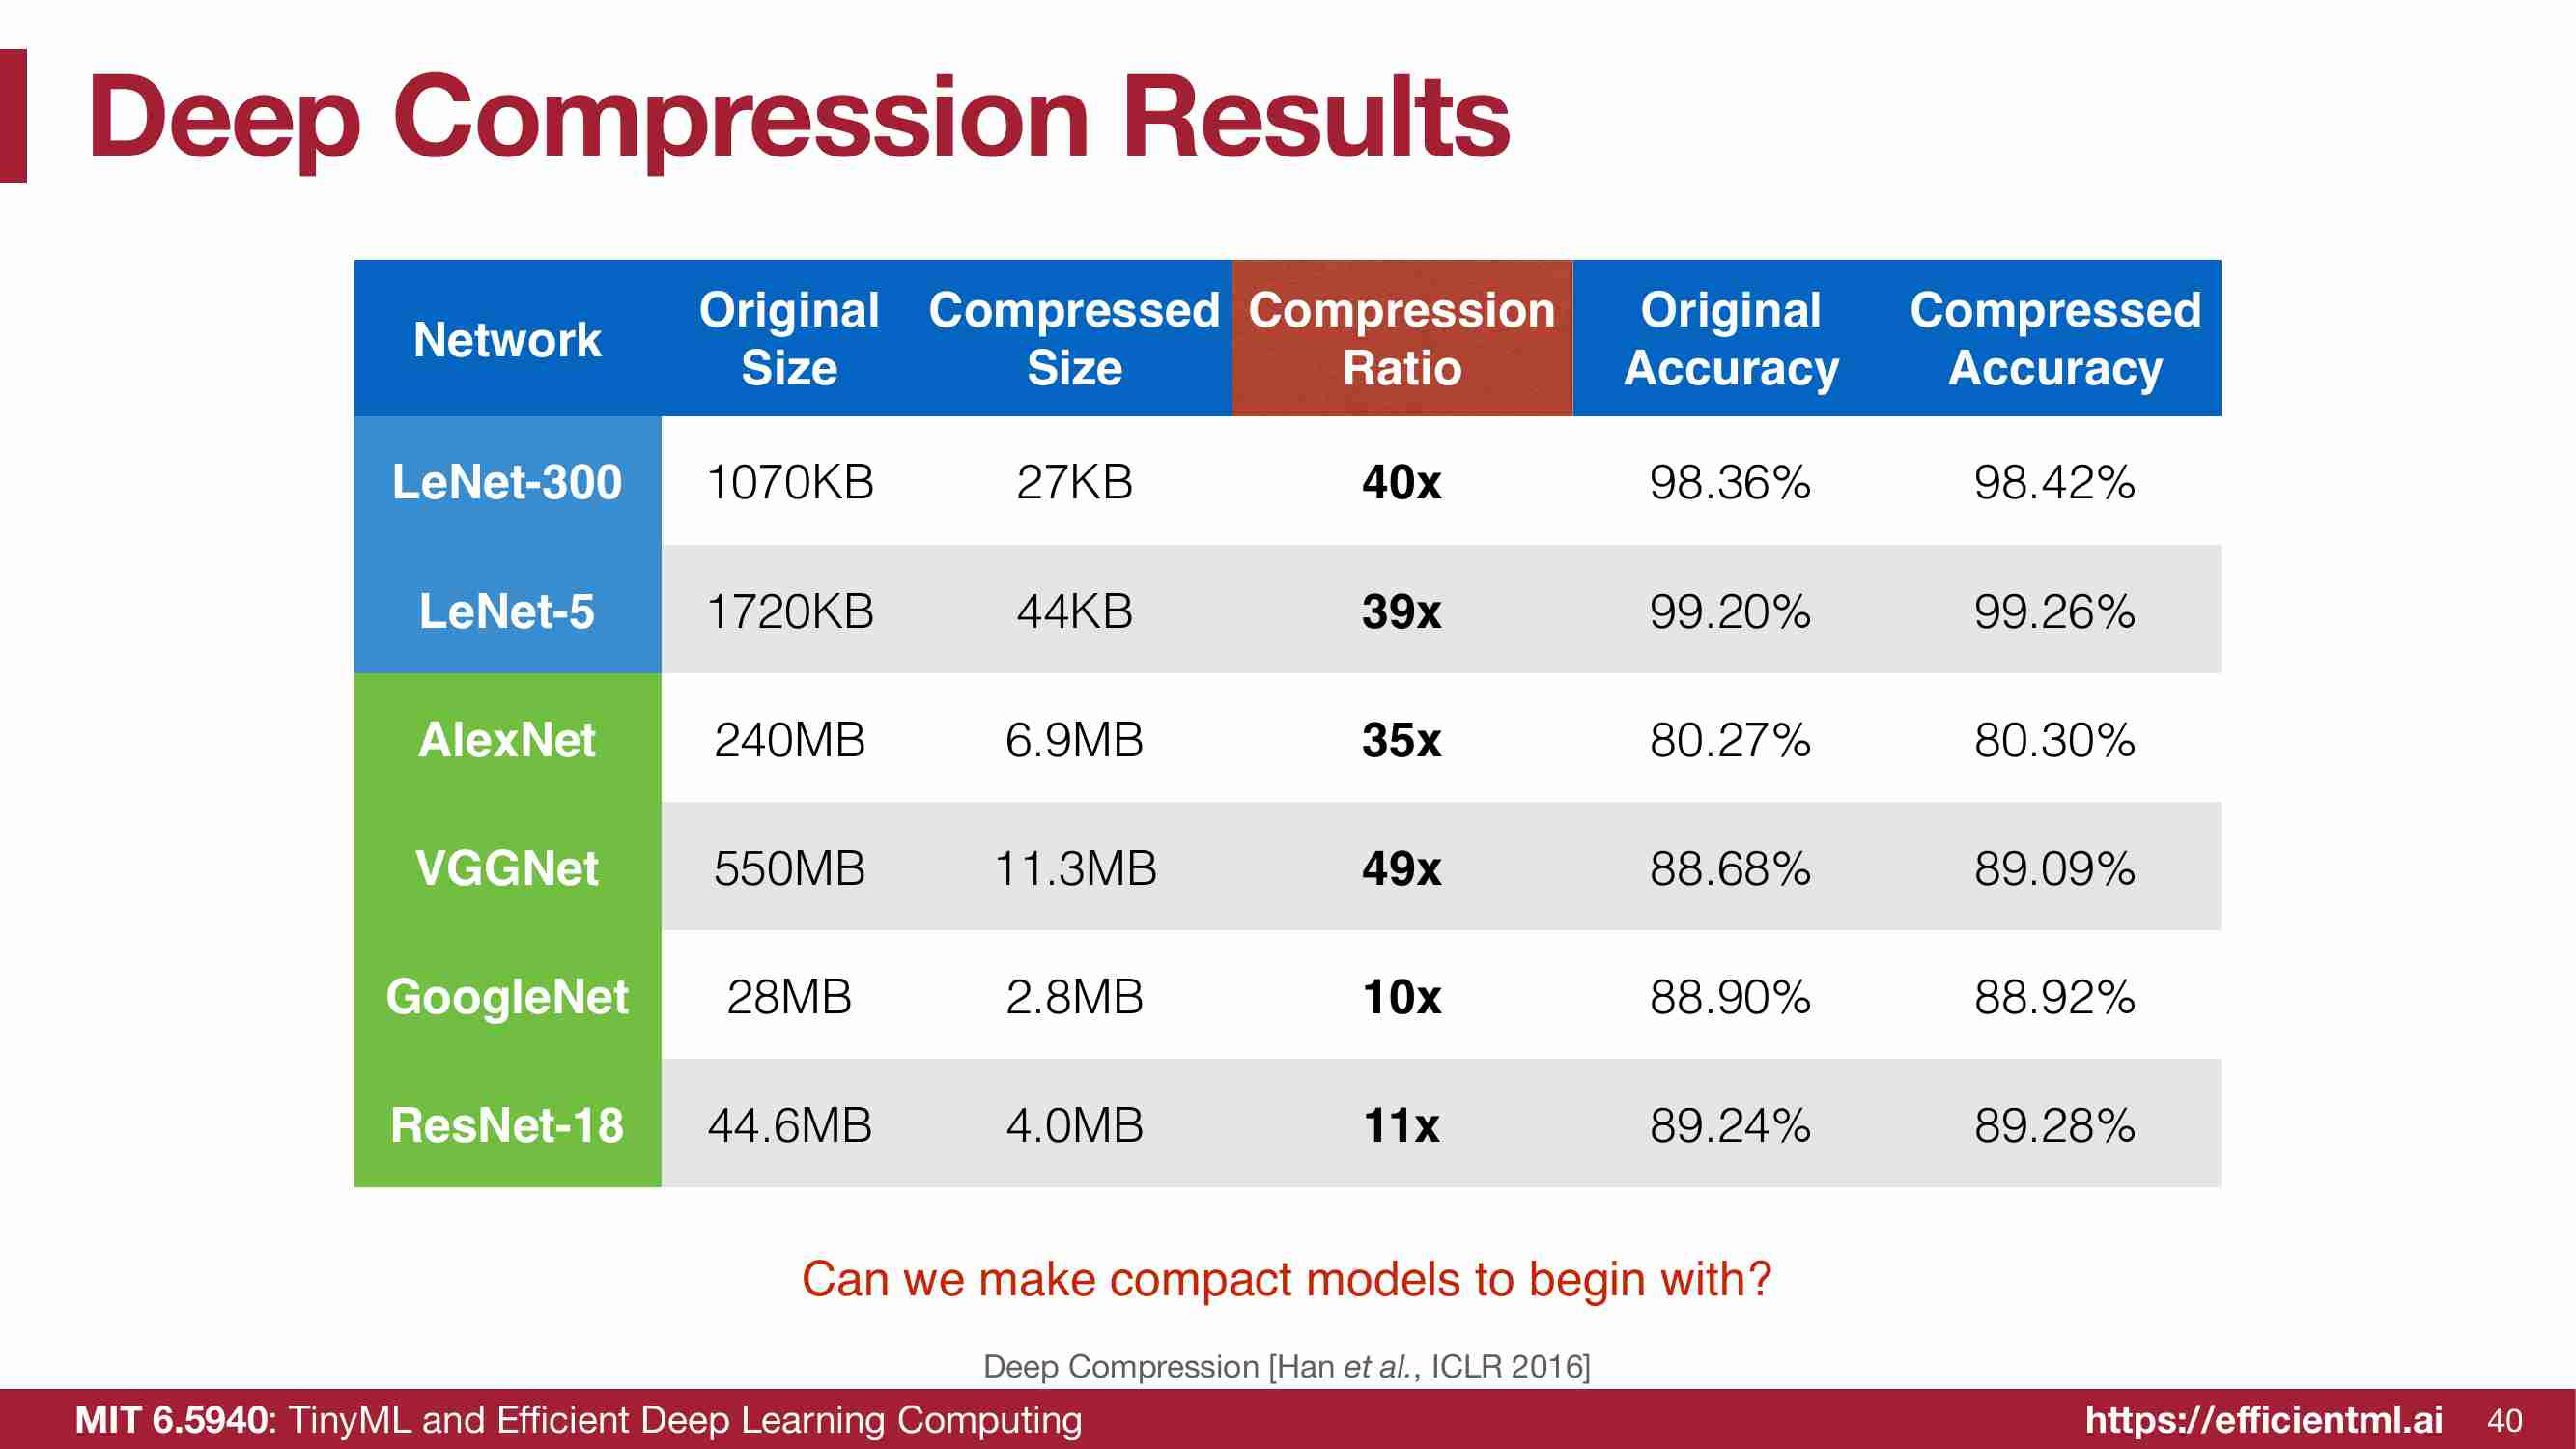 Deep Compression Results
Network Original Size Compressed Size Compression Ratio Original Accuracy Compressed Accuracy
LeNet-300 1070KB 27KB 40x 98.36% 98.42%
LeNet-5 1720KB 44KB 39x 99.20% 99.26%
AlexNet 240MB 6.9MB 35x 80.27% 80.30%
VGGNet 550MB 11.3MB 49x 88.68% 89.09%
GoogleNet 28MB 2.8MB 10x 88.90% 88.92%
ResNet-18 44.6MB 4.0MB 11x 89.24% 89.28%
Can we make compact models to begin with?
Deep Compression [Han et al., ICLR 2016]
MIT 6.5940: TinyML and Efficient Deep Learning Computing https://efficientml.ai 40